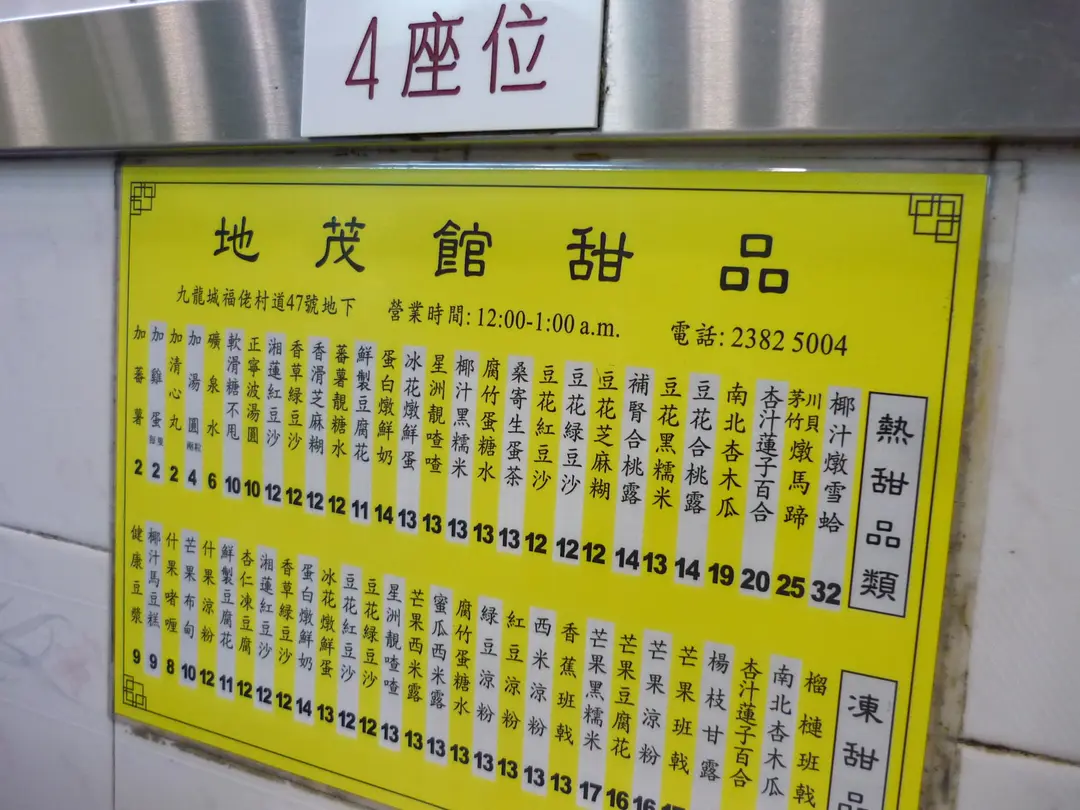 4座位
地茂館甜品
九龍城福佬村道47號地下 營業時間: 12:00-1:00 a.m. 電話: 2382 5004
熱甜品類
椰汁燉雪蛤 32
川貝茅竹燉馬蹄 25
杏汁蓮子百合 20
南北杏木瓜 19
豆花合桃露 14
豆花黑糯米 13
補腎合桃露 14
豆花芝麻糊 12
豆花綠豆沙 12
豆花紅豆沙 12
桑寄生蛋茶 13
腐竹蛋糖水 13
椰汁黑糯米 13
星洲靚喳喳 13
冰花燉鮮蛋 13
蛋白燉鮮奶 14
鮮製豆腐花 11
蕃薯靚糖水 12
香滑芝麻糊 12
香草綠豆沙 12
湘蓮紅豆沙 12
正寧波湯圓 10
軟滑糖不甩 10
礦泉水 6
加湯圓 兩粒 4
加清心丸 2
加雞蛋 2
加蕃薯 2
凍甜品
榴槤班戟
南北杏木瓜
杏汁蓮子百合
楊枝甘露
芒果班戟
芒果涼粉 16
芒果豆腐花 16
芒果黑糯米 17
香蕉班戟 13
西米涼粉 13
紅豆涼粉 13
綠豆涼粉 13
腐竹蛋糖水 13
蜜瓜西米露 13
芒果西米露 13
星洲靚喳喳 13
豆花綠豆沙 12
豆花紅豆沙 12
冰花燉鮮蛋 13
蛋白燉鮮奶 14
香草綠豆沙 12
湘蓮紅豆沙 12
杏仁凍豆腐 12
鮮製豆腐花 11
什果涼粉 12
芒果布甸 10
什果啫喱 8
椰汁馬豆糕 9
健康豆漿 9